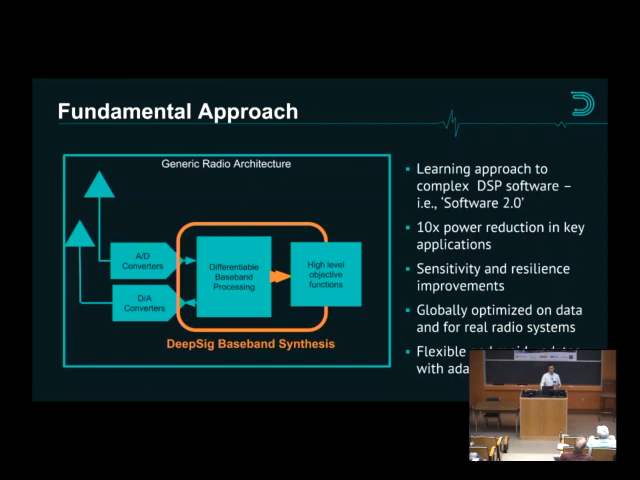 Fundamental Approach
Generic Radio Architecture
A/D
Converters
D/A
Converters
Differentiable
Baseband
Processing
High level
objective
functions
DeepSig Baseband Synthesis
Learning approach to
complex DSP software –
i.e., ‘Software 2.0’
10x power reduction in key
applications
Sensitivity and resilience
improvements
Globally optimized on data
and for real radio systems
Flexible
with